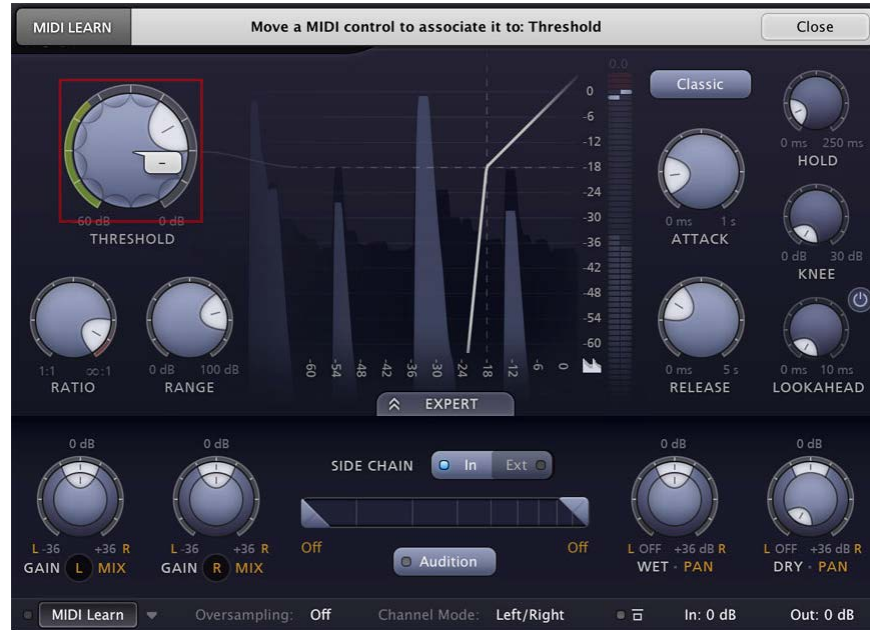 MIDI LEARN
Move a MIDI control to associate it to: Threshold
Close
-60 dB 0 dB
THRESHOLD
-
1:1 ∞:1
RATIO
0 dB 100 dB
RANGE
0.0
0
-6
-12
-18
-24
-30
-36
-42
-48
-54
-60
-60 -54 -48 -42 -36 -30 -24 -18 -12 -6 0
Classic
0 ms 1 s
ATTACK
0 ms 5 s
RELEASE
0 ms 250 ms
HOLD
0 dB 30 dB
KNEE
0 ms 10 ms
LOOKAHEAD
EXPERT
0 dB
L -36 +36 R
GAIN L MIX
0 dB
L -36 +36 R
GAIN R MIX
SIDE CHAIN In Ext
Off Off
Audition
0 dB
L OFF +36 dB R
WET · PAN
0 dB
L OFF +36 dB R
DRY · PAN
MIDI Learn Oversampling: Off Channel Mode: Left/Right In: 0 dB Out: 0 dB